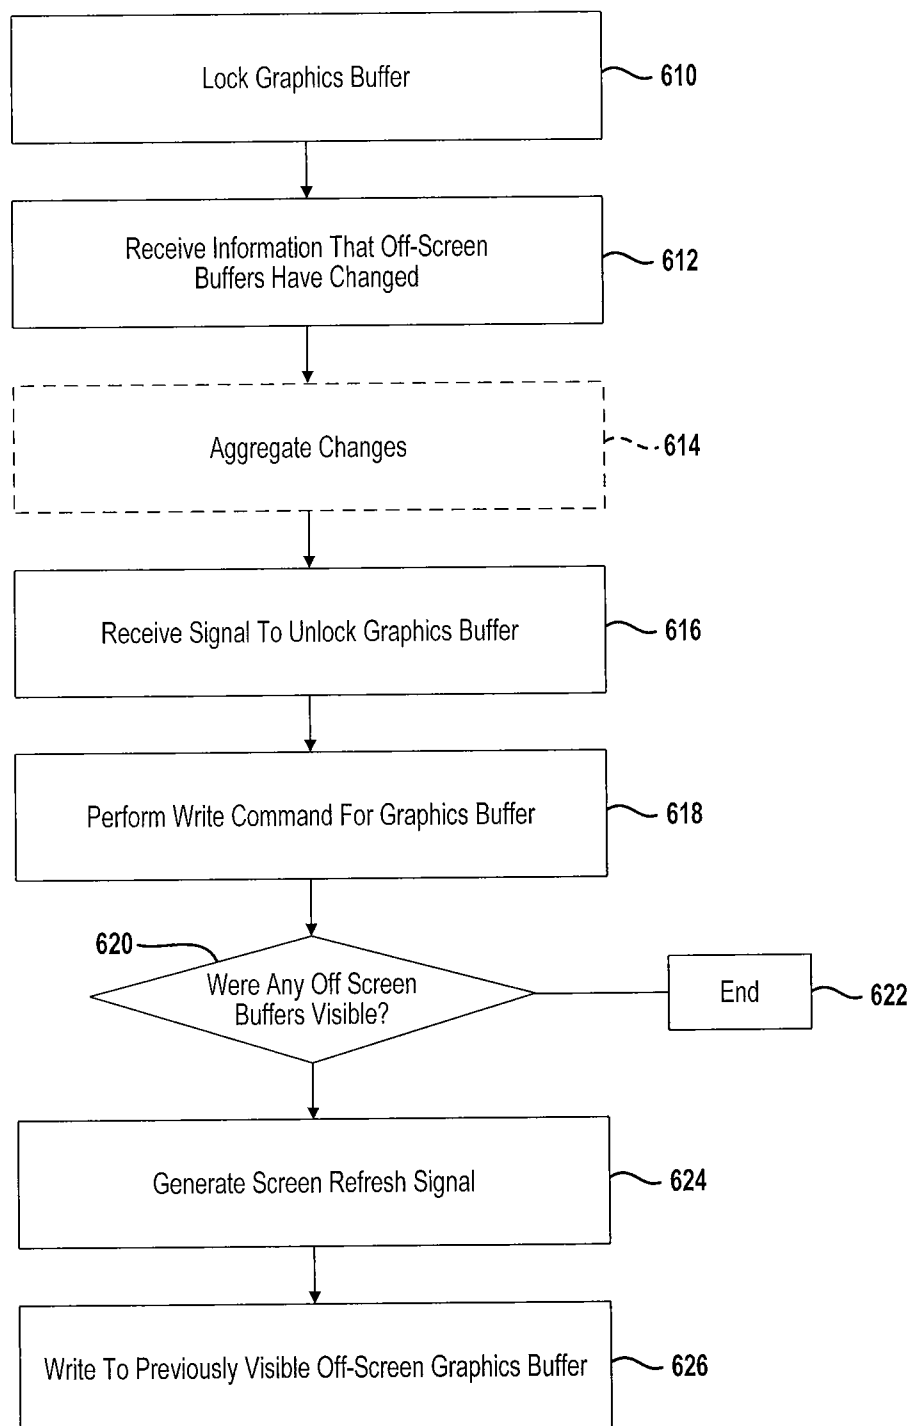 Lock Graphics Buffer
610
Receive Information That Off-Screen
Buffers Have Changed
612
Aggregate Changes
614
Receive Signal To Unlock Graphics Buffer
616
Perform Write Command For Graphics Buffer
618
620
Were Any Off Screen
Buffers Visible?
End
622
Generate Screen Refresh Signal
624
Write To Previously Visible Off-Screen Graphics Buffer
626